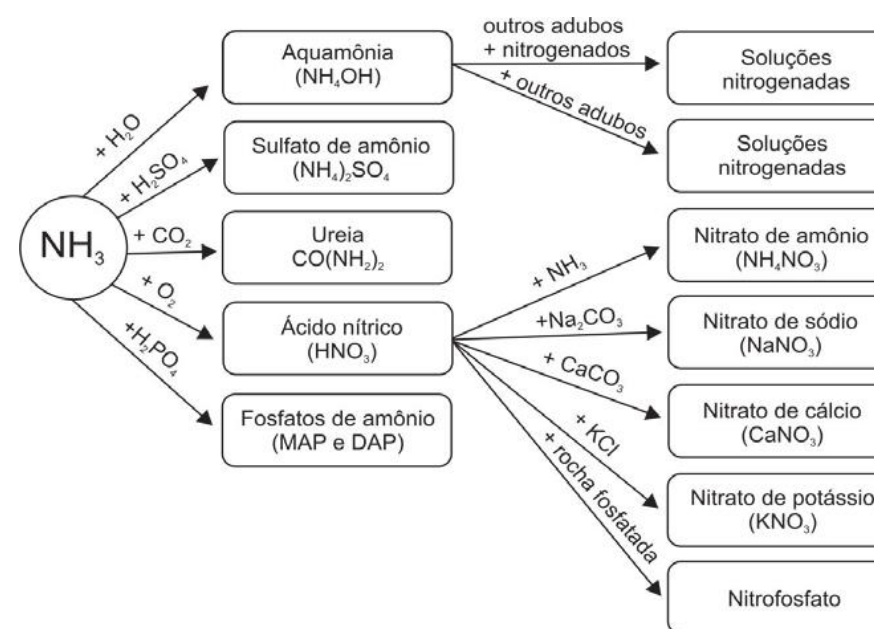 NH₃
+ H₂O
Aquamônia
(NH₄OH)
+ H₂SO₄
Sulfato de amônio
(NH₄)₂SO₄
+ CO₂
Ureia
CO(NH₂)₂
+ O₂
Ácido nítrico
(HNO₃)
+H₂PO₄
Fosfatos de amônio
(MAP e DAP)
outros adubos
+ nitrogenados
Soluções
nitrogenadas
+ outros adubos
Soluções
nitrogenadas
+ NH₃
Nitrato de amônio
(NH₄NO₃)
+Na₂CO₃
Nitrato de sódio
(NaNO₃)
+ CaCO₃
Nitrato de cálcio
(CaNO₃)
+ KCl
Nitrato de potássio
(KNO₃)
+ rocha fosfatada
Nitrofosfato